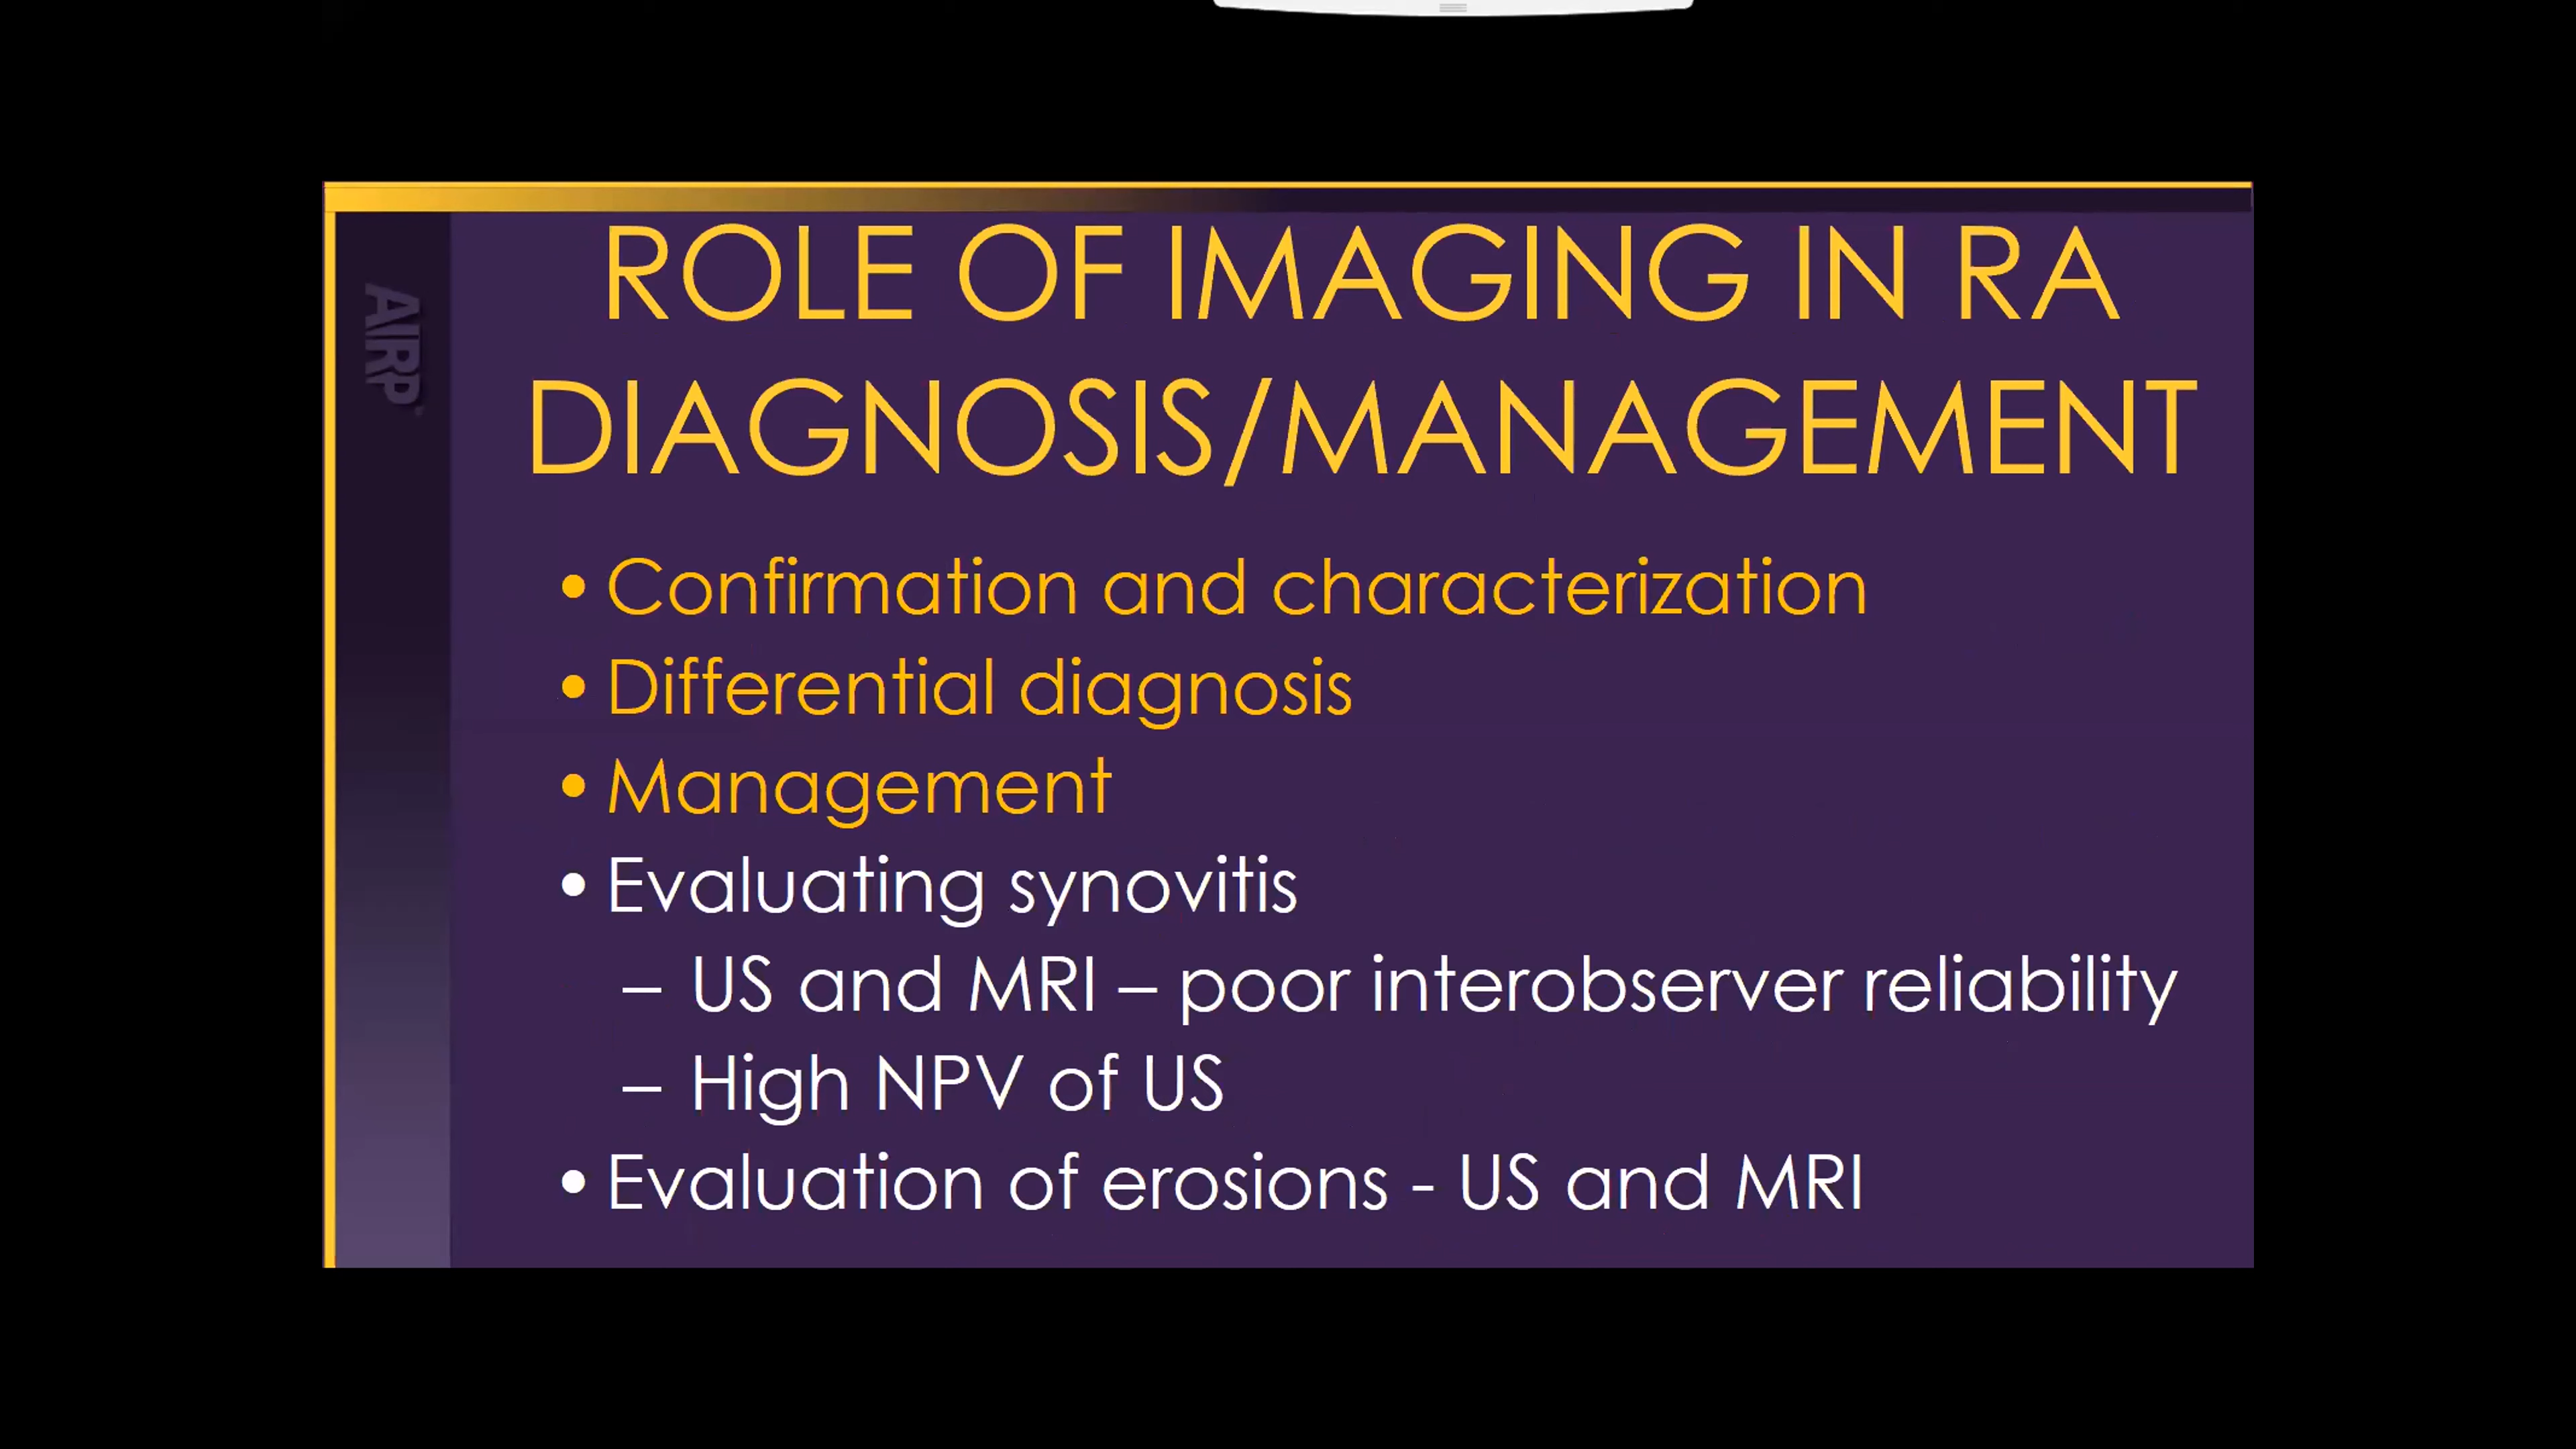 AIRP
ROLE OF IMAGING IN RA
DIAGNOSIS/MANAGEMENT
• Confirmation and characterization
• Differential diagnosis
• Management
• Evaluating synovitis
– US and MRI – poor interobserver reliability
– High NPV of US
• Evaluation of erosions - US and MRI